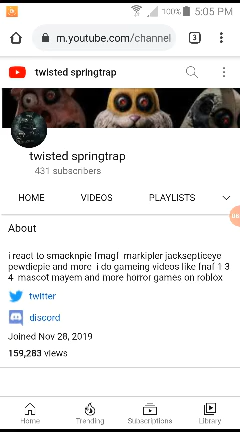 100% 5:05 PM
m.youtube.com/channel 3
twisted springtrap
twisted springtrap
431 subscribers
HOME VIDEOS PLAYLISTS
About
i react to smacknpie fmagf markipler jacksepticeye
pewdiepie and more i do gameing videos like fnaf 1 3
4 mascot mayem and more horror games on roblox
twitter
discord
Joined Nov 28, 2019
159,283 views
Home Trending Subscriptions Library